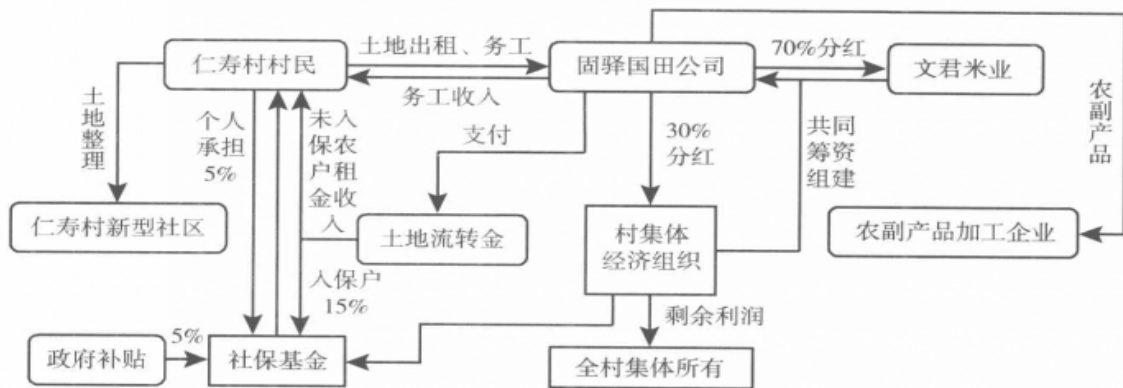 土地出租、务工
70%分红
仁寿村村民
固驿国田公司
文君米业
务工收入
土地整理
个人
承担
5%
未入保农户租金收入
支付
30%
分红
共同
筹资
组建
农副产品
仁寿村新型社区
土地流转金
村集体
经济组织
农副产品加工企业
入保户
15%
剩余利润
5%
政府补贴
社保基金
全村集体所有